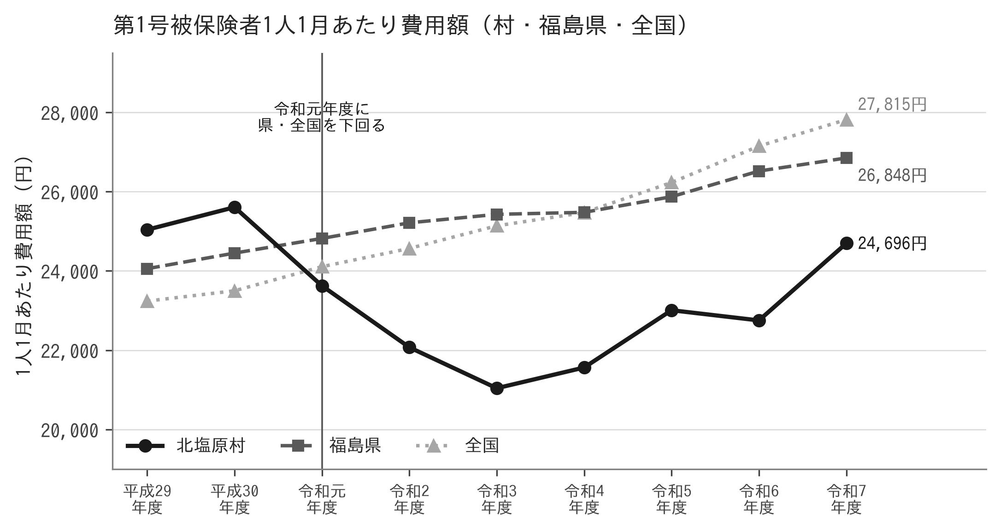 第1号被保険者1人1月あたり費用額（村・福島県・全国）
1人1月あたり費用額（円）
28,000
26,000
24,000
22,000
20,000
令和元年度に
県・全国を下回る
27,815円
26,848円
24,696円
北塩原村
福島県
全国
平成29
年度
平成30
年度
令和元
年度
令和2
年度
令和3
年度
令和4
年度
令和5
年度
令和6
年度
令和7
年度